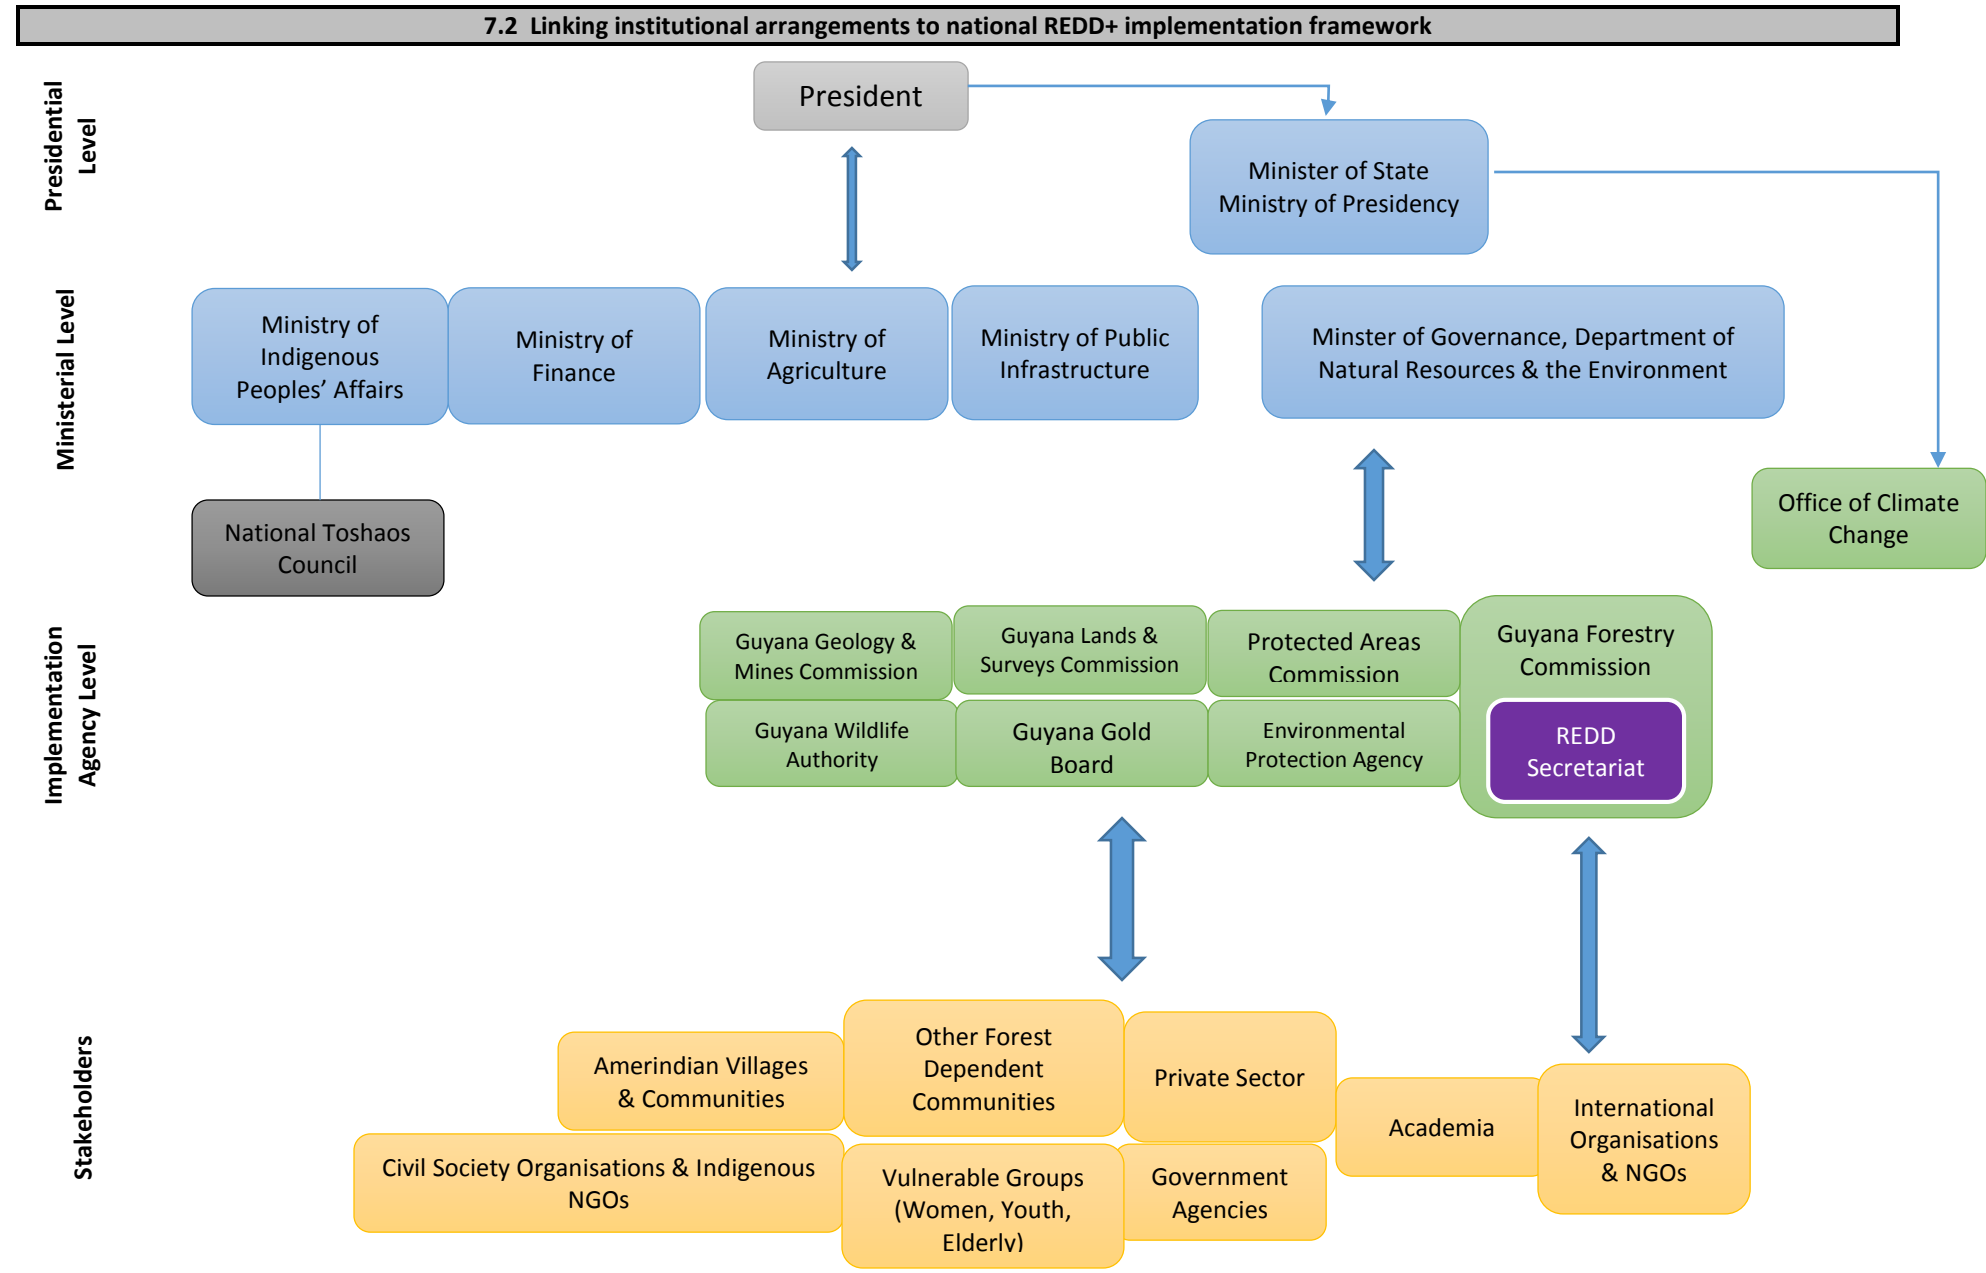 7.2 Linking institutional arrangements to national REDD+ implementation framework
Presidential
Level
President
Minister of State
Ministry of Presidency
Ministerial Level
Ministry of
Indigenous
Peoples’ Affairs
Ministry of
Finance
Ministry of
Agriculture
Ministry of Public
Infrastructure
Minster of Governance, Department of
Natural Resources & the Environment
National Toshaos
Council
Office of Climate
Change
Implementation
Agency Level
Guyana Geology &
Mines Commission
Guyana Lands &
Surveys Commission
Protected Areas
Commission
Guyana Forestry
Commission
Guyana Wildlife
Authority
Guyana Gold
Board
Environmental
Protection Agency
REDD
Secretariat
Stakeholders
Amerindian Villages
& Communities
Other Forest
Dependent
Communities
Private Sector
Academia
International
Organisations
& NGOs
Civil Society Organisations & Indigenous
NGOs
Vulnerable Groups
(Women, Youth,
Elderly)
Government
Agencies